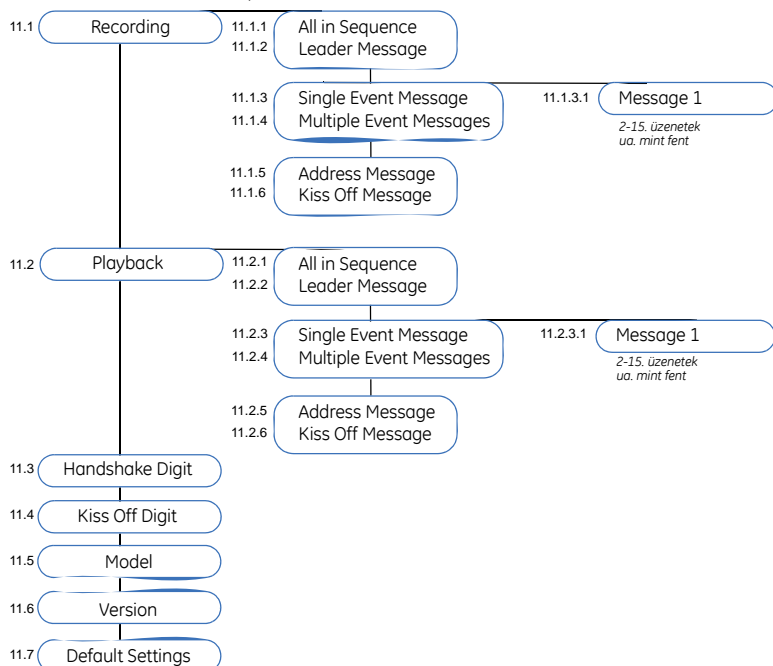 11.1 Recording
11.1.1 All in Sequence
11.1.2 Leader Message
11.1.3 Single Event Message
11.1.4 Multiple Event Messages
11.1.3.1 Message 1
2-15. üzenetek
ua. mint fent
11.1.5 Address Message
11.1.6 Kiss Off Message
11.2 Playback
11.2.1 All in Sequence
11.2.2 Leader Message
11.2.3 Single Event Message
11.2.4 Multiple Event Messages
11.2.3.1 Message 1
2-15. üzenetek
ua. mint fent
11.2.5 Address Message
11.2.6 Kiss Off Message
11.3 Handshake Digit
11.4 Kiss Off Digit
11.5 Model
11.6 Version
11.7 Default Settings